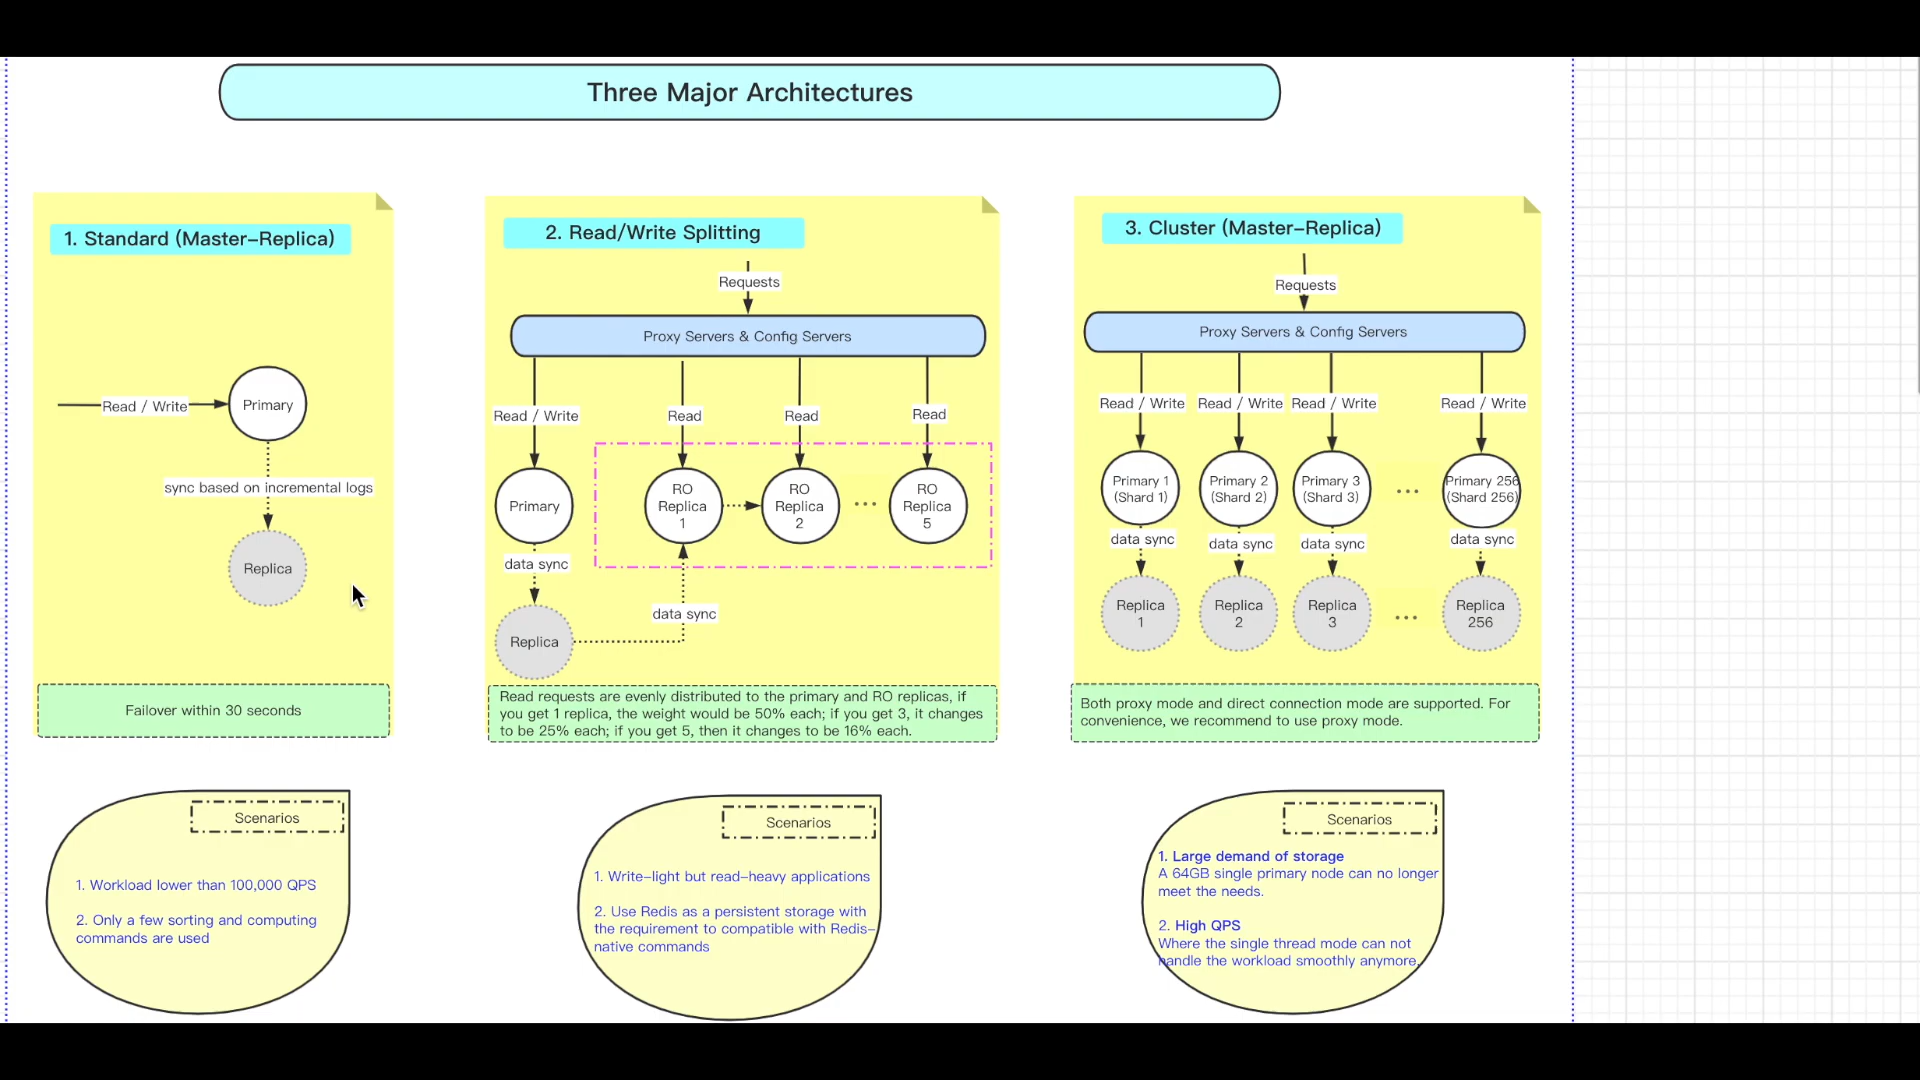 Three Major Architectures
1. Standard (Master-Replica)
Read / Write
Primary
sync based on incremental logs
Replica
Failover within 30 seconds
2. Read/Write Splitting
Requests
Proxy Servers & Config Servers
Read / Write
Read
Read
Read
Primary
RO
Replica
1
RO
Replica
2
...
RO
Replica
5
data sync
data sync
Replica
Read requests are evenly distributed to the primary and RO replicas, if
you get 1 replica, the weight would be 50% each; if you get 3, it changes
to be 25% each; if you get 5, then it changes to be 16% each.
3. Cluster (Master-Replica)
Requests
Proxy Servers & Config Servers
Read / Write
Read / Write
Read / Write
Read / Write
Primary 1
(Shard 1)
Primary 2
(Shard 2)
Primary 3
(Shard 3)
...
Primary 256
(Shard 256)
data sync
data sync
data sync
data sync
Replica
1
Replica
2
Replica
3
...
Replica
256
Both proxy mode and direct connection mode are supported. For
convenience, we recommend to use proxy mode.
Scenarios
1. Workload lower than 100,000 QPS
2. Only a few sorting and computing
commands are used
Scenarios
1. Write-light but read-heavy applications
2. Use Redis as a persistent storage with
the requirement to compatible with Redis-
native commands
Scenarios
1. Large demand of storage
A 64GB single primary node can no longer
meet the needs.
2. High QPS
Where the single thread mode can not
handle the workload smoothly anymore.